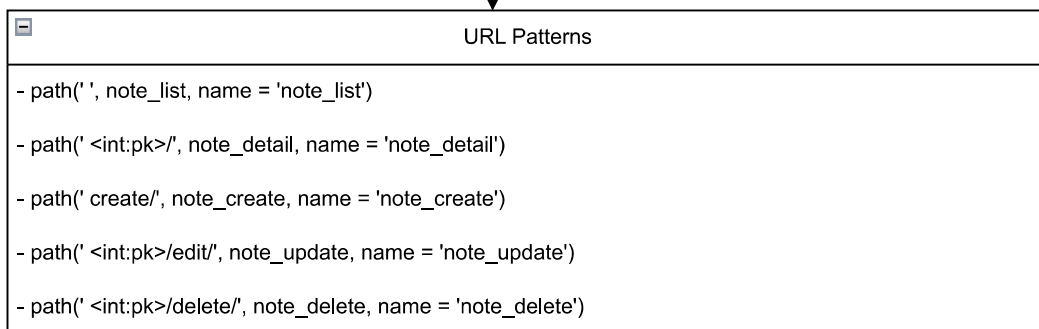 URL Patterns
- path(' ', note_list, name = 'note_list')
- path(' <int:pk>/', note_detail, name = 'note_detail')
- path(' create/', note_create, name = 'note_create')
- path(' <int:pk>/edit/', note_update, name = 'note_update')
- path(' <int:pk>/delete/', note_delete, name = 'note_delete')